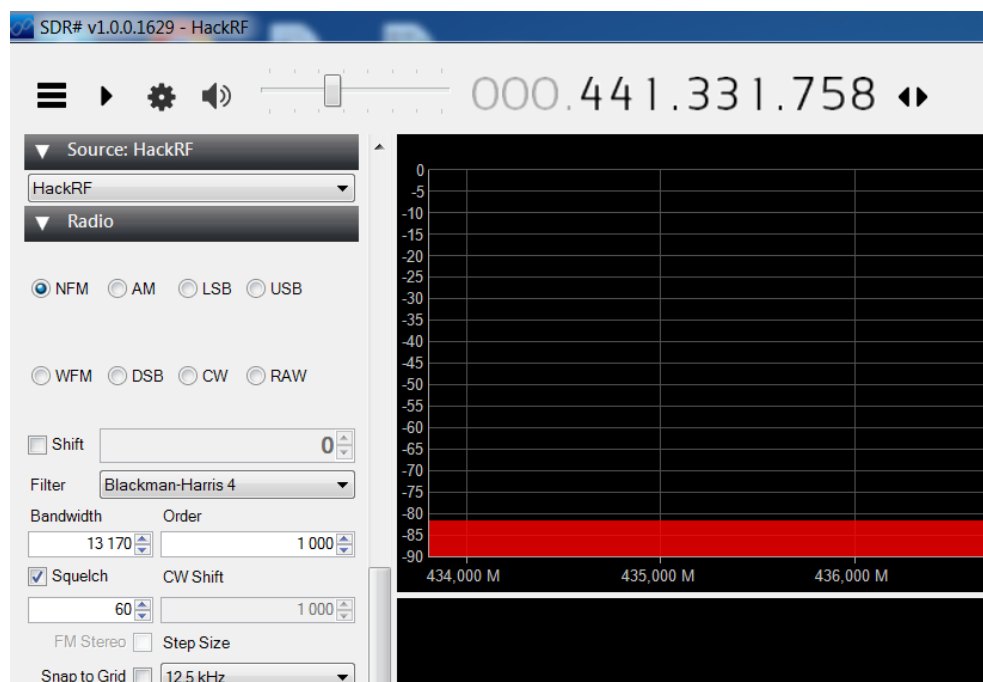 SDR# v1.0.0.1629 - HackRF
000.441.331.758
Source: HackRF
HackRF
Radio
NFM AM LSB USB
WFM DSB CW RAW
Shift 0
Filter Blackman-Harris 4
Bandwidth Order
13 170 1 000
Squelch CW Shift
60 1 000
FM Stereo Step Size
Snap to Grid 12.5 kHz
0
-5
-10
-15
-20
-25
-30
-35
-40
-45
-50
-55
-60
-65
-70
-75
-80
-85
-90
434,000 M 435,000 M 436,000 M